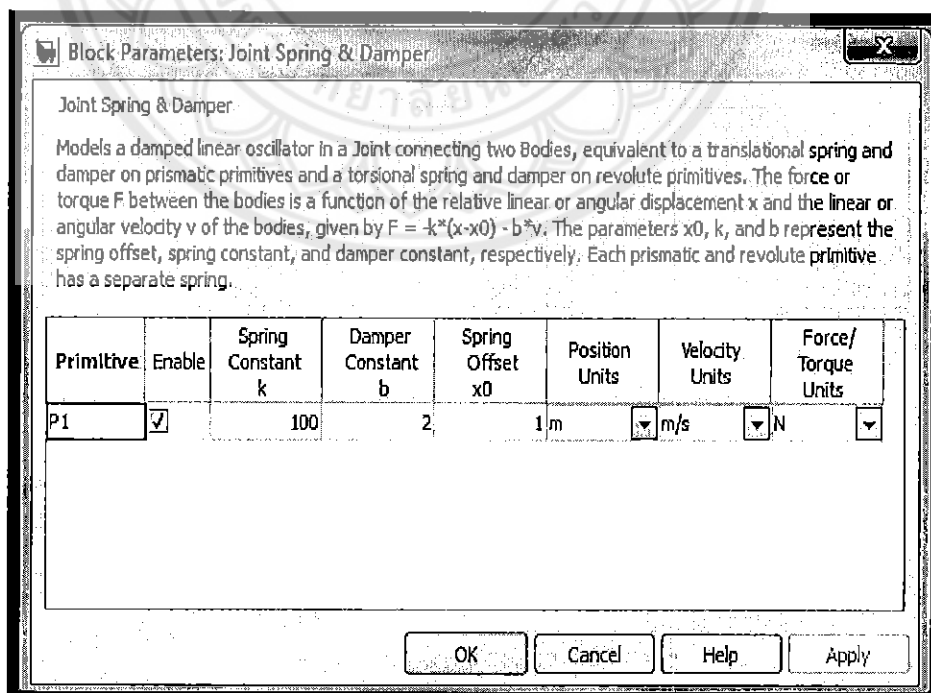 Block Parameters: Joint Spring & Damper
Joint Spring & Damper
Models a damped linear oscillator in a Joint connecting two Bodies, equivalent to a translational spring and
damper on prismatic primitives and a torsional spring and damper on revolute primitives. The force or
torque F between the bodies is a function of the relative linear or angular displacement x and the linear or
angular velocity v of the bodies, given by F = -k*(x-x0) - b*v. The parameters x0, k, and b represent the
spring offset, spring constant, and damper constant, respectively. Each prismatic and revolute primitive
has a separate spring.
Primitive Enable Spring Constant k Damper Constant b Spring Offset x0 Position Units Velocity Units Force/ Torque Units
P1 100 2 1 m m/s N
OK Cancel Help Apply